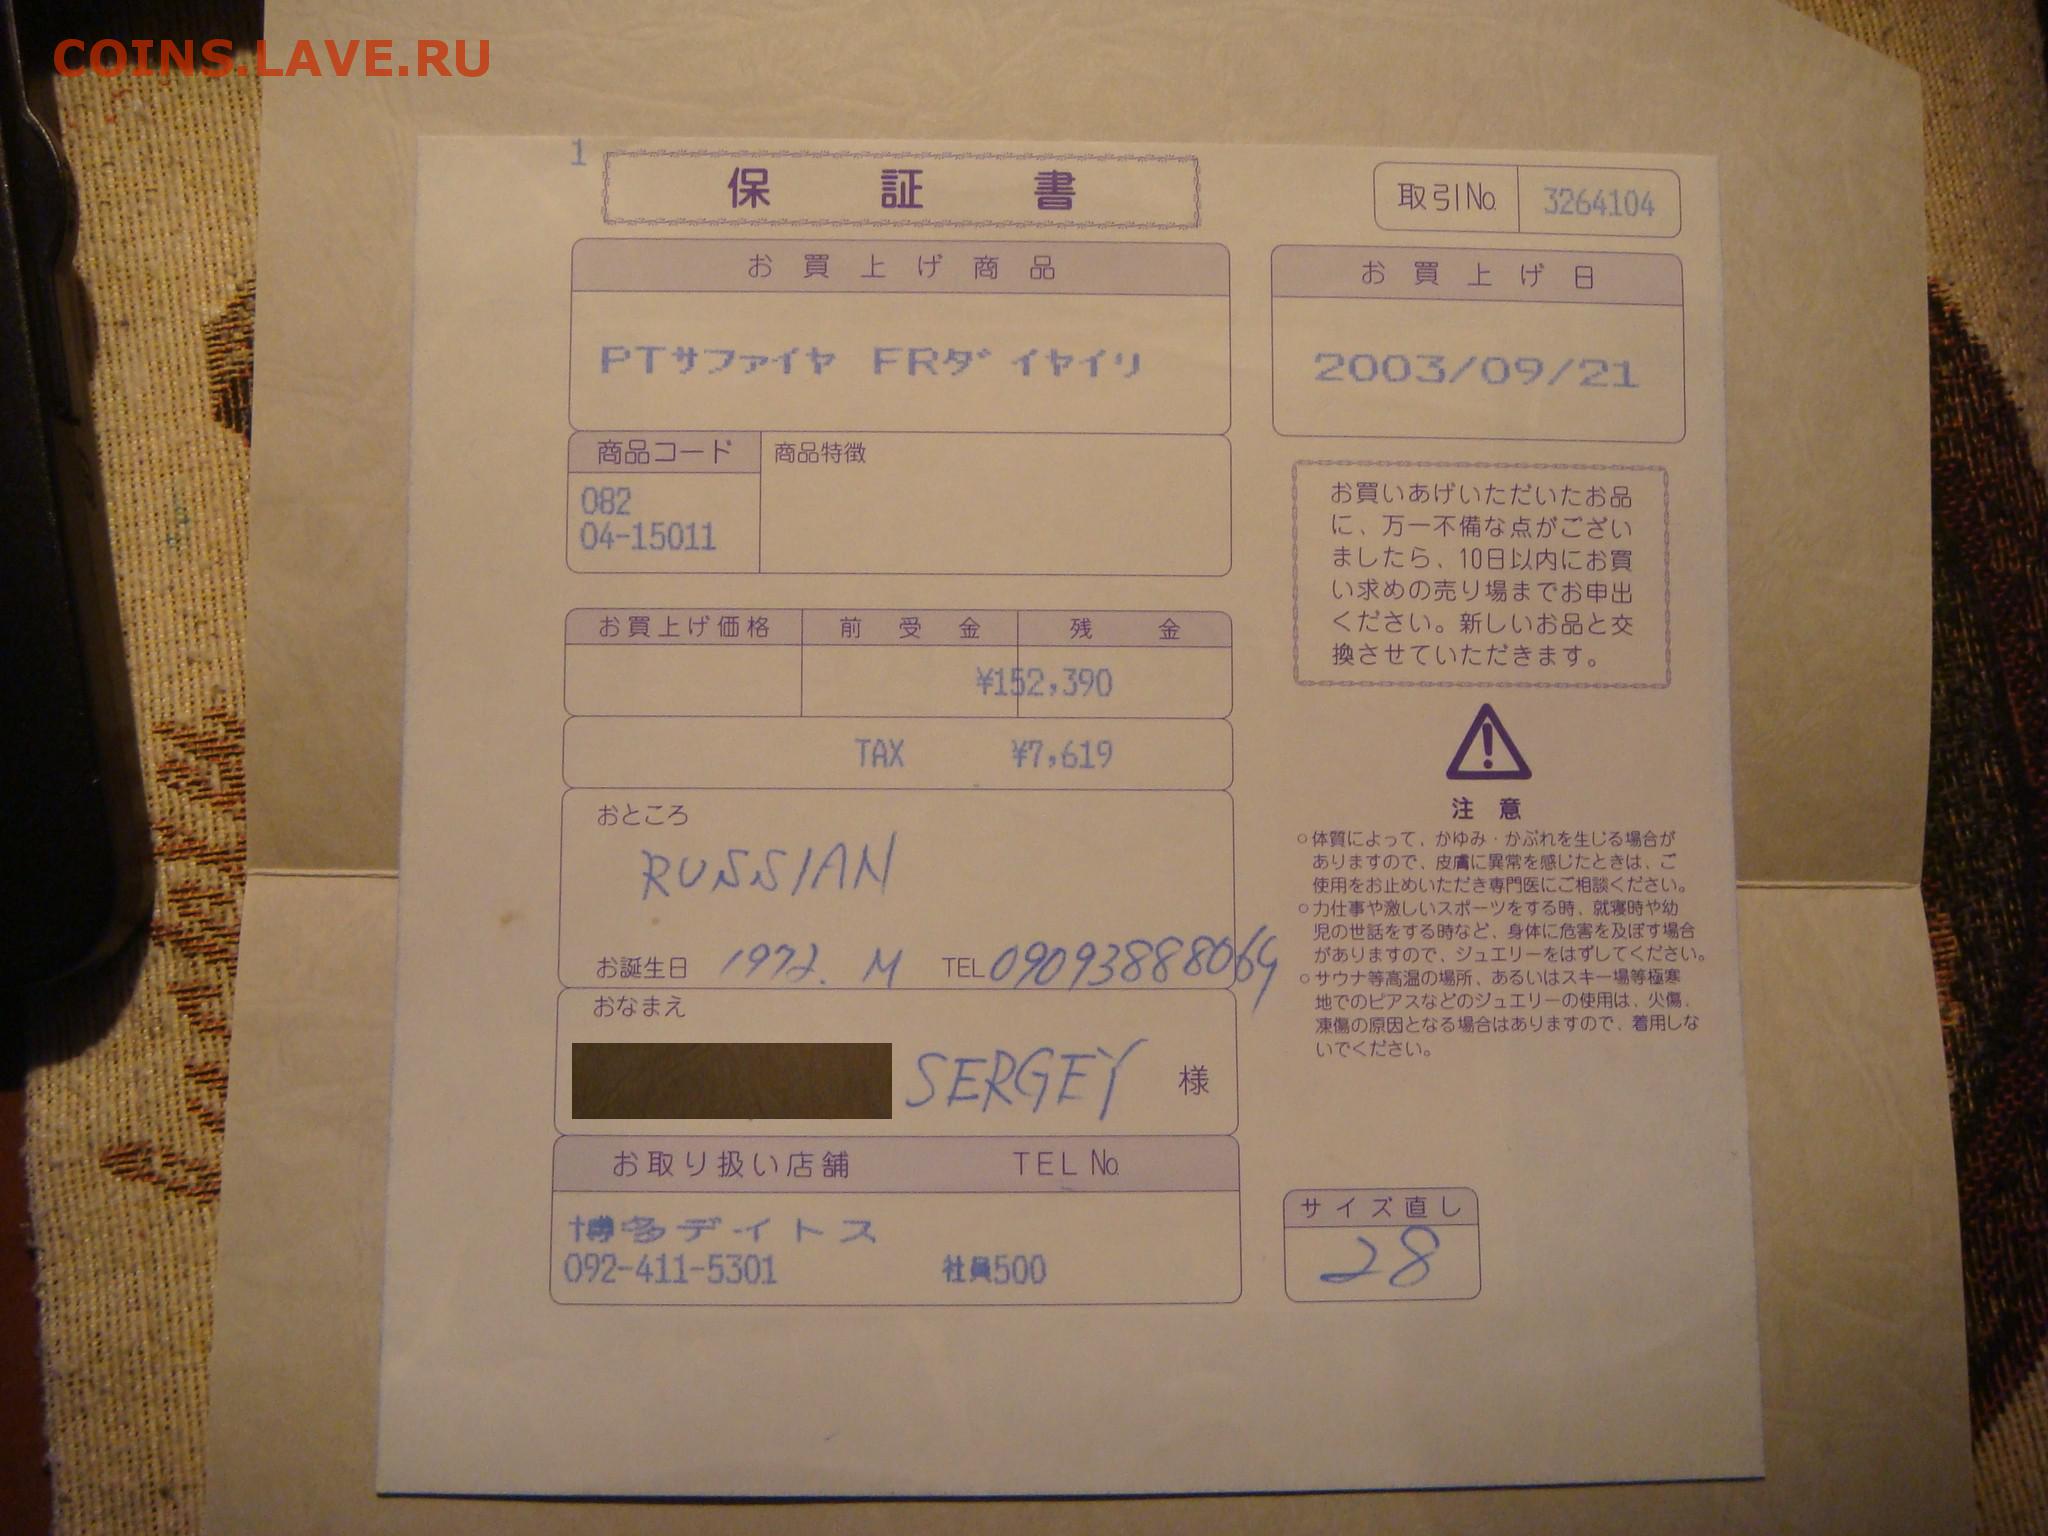 COINS.LAVE.RU
1
保証書
取引No. 3264104
お買上げ商品
PTサファイヤ FRダイヤイリ
お買上げ日
2003/09/21
商品コード
082
04-15011
商品特徴
お買いあげいただいたお品
に、万一不備な点がござい
ましたら、10日以内にお買
い求めの売り場までお申出
ください。新しいお品と交
換させていただきます。
お買上げ価格 前受金 残金
¥152,390
TAX ¥7,619
おところ
RUSSIAN
お誕生日 1972. M TEL 09093888064
おなまえ
SERGEY 様
お取り扱い店舗 TEL No.
博多デイトス
092-411-5301 社員500
注意
○体質によって、かゆみ・かぶれを生じる場合が
ありますので、皮膚に異常を感じたときは、ご
使用をお止めいただき専門医にご相談ください。
○力仕事や激しいスポーツをする時、就寝時や幼
児の世話をする時など、身体に危害を及ぼす場合
がありますので、ジュエリーをはずしてください。
○サウナ等高温の場所、あるいはスキー場等極寒
地でのピアスなどのジュエリーの使用は、火傷、
凍傷の原因となる場合はありますので、着用しな
いでください。
サイズ直し
28